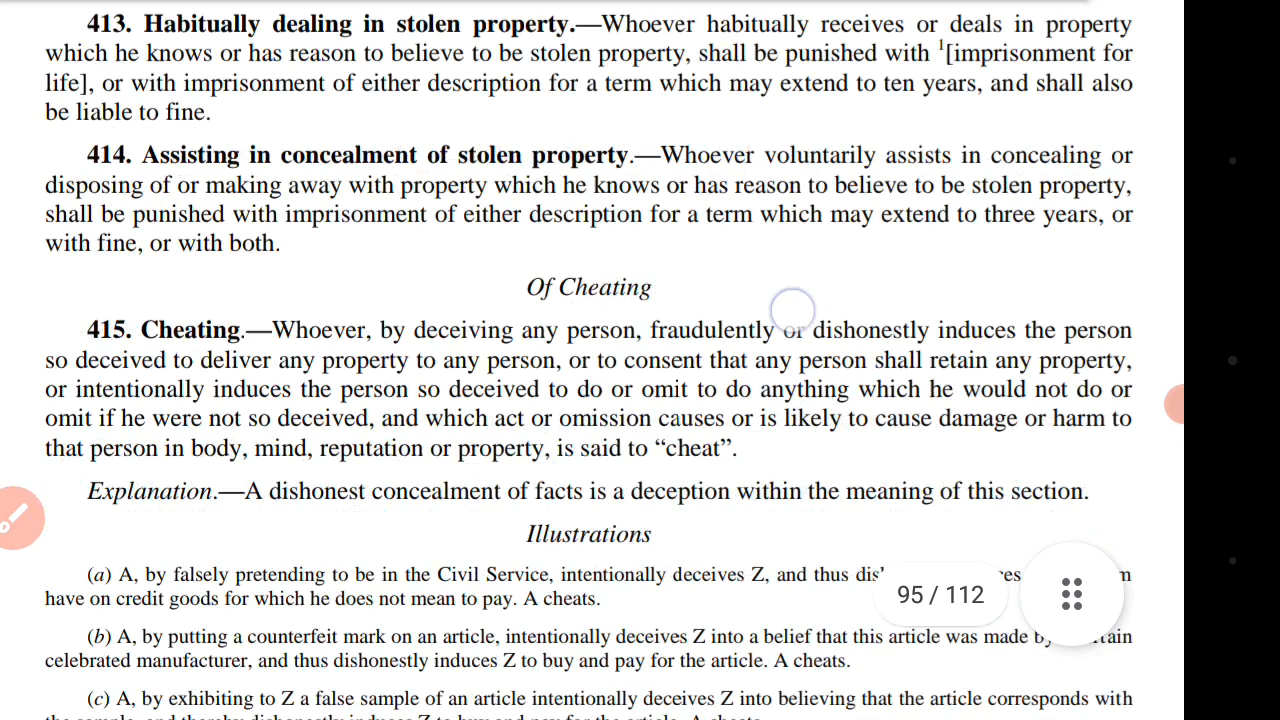 413. Habitually dealing in stolen property.—Whoever habitually receives or deals in property
which he knows or has reason to believe to be stolen property, shall be punished with 1[imprisonment for
life], or with imprisonment of either description for a term which may extend to ten years, and shall also
be liable to fine.
414. Assisting in concealment of stolen property.—Whoever voluntarily assists in concealing or
disposing of or making away with property which he knows or has reason to believe to be stolen property,
shall be punished with imprisonment of either description for a term which may extend to three years, or
with fine, or with both.
Of Cheating
415. Cheating.—Whoever, by deceiving any person, fraudulently or dishonestly induces the person
so deceived to deliver any property to any person, or to consent that any person shall retain any property,
or intentionally induces the person so deceived to do or omit to do anything which he would not do or
omit if he were not so deceived, and which act or omission causes or is likely to cause damage or harm to
that person in body, mind, reputation or property, is said to “cheat”.
Explanation.—A dishonest concealment of facts is a deception within the meaning of this section.
Illustrations
(a) A, by falsely pretending to be in the Civil Service, intentionally deceives Z, and thus
have on credit goods for which he does not mean to pay. A cheats.
95 / 112
(b) A, by putting a counterfeit mark on an article, intentionally deceives Z into a belief that this article was made
celebrated manufacturer, and thus dishonestly induces Z to buy and pay for the article. A cheats.
(c) A, by exhibiting to Z a false sample of an article intentionally deceives Z into believing that the article corresponds with